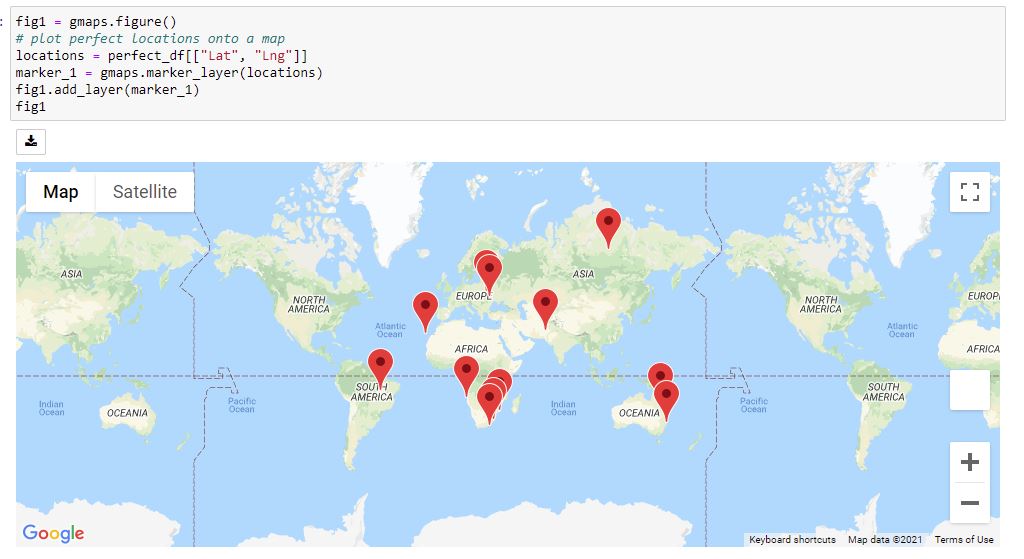 :
fig1 = gmaps.figure()
# plot perfect locations onto a map
locations = perfect_df[["Lat", "Lng"]]
marker_1 = gmaps.marker_layer(locations)
fig1.add_layer(marker_1)
fig1
Map Satellite
ASIA
NORTH
AMERICA
EUROPE
ASIA
NORTH
AMERICA
EUROP
Atlantic
Ocean
Atlantic
Ocean
AFRICA
AFRICA
SOUTH
AMERICA
SOUTH
AMERICA
Indian
Ocean
OCEANIA
Pacific
Ocean
Indian
Ocean
OCEANIA
Pacific
Ocean
Google
Keyboard shortcuts Map data ©2021 Terms of Use